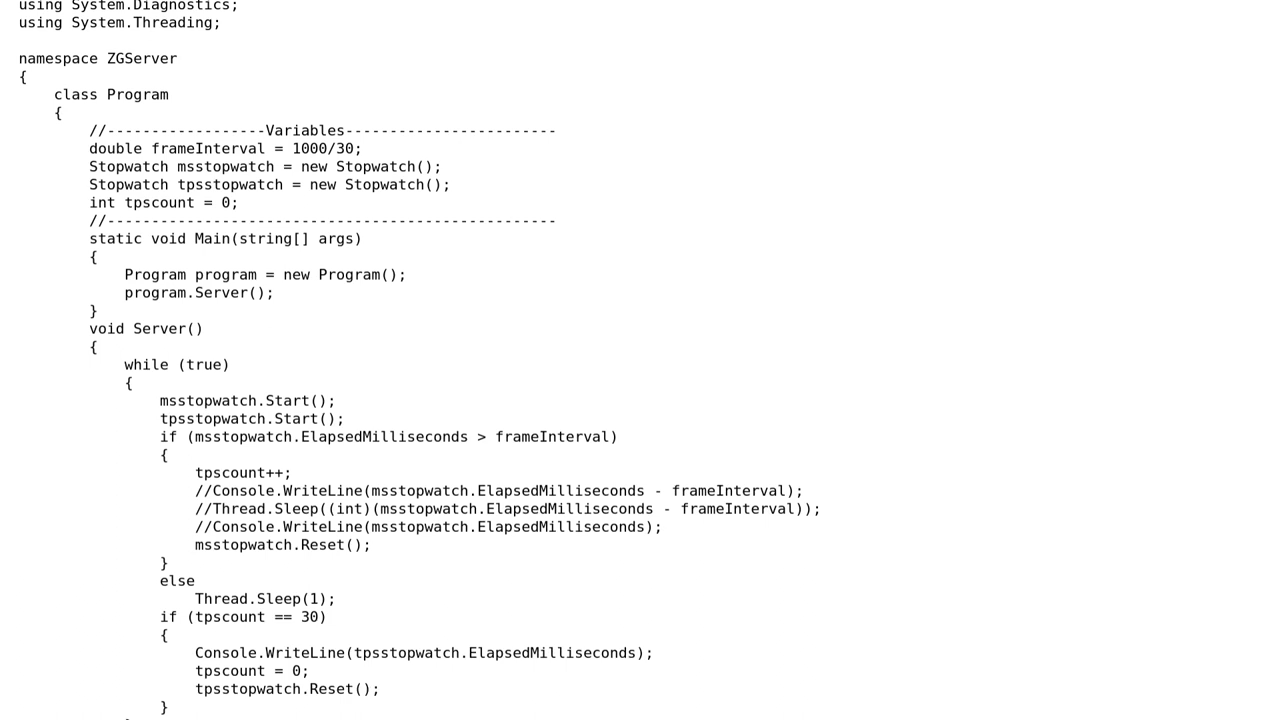 using System.Diagnostics;
using System.Threading;

namespace ZGServer
{
    class Program
    {
        //------------------Variables------------------------
        double frameInterval = 1000/30;
        Stopwatch msstopwatch = new Stopwatch();
        Stopwatch tpsstopwatch = new Stopwatch();
        int tpscount = 0;
        //---------------------------------------------------
        static void Main(string[] args)
        {
            Program program = new Program();
            program.Server();
        }
        void Server()
        {
            while (true)
            {
                msstopwatch.Start();
                tpsstopwatch.Start();
                if (msstopwatch.ElapsedMilliseconds > frameInterval)
                {
                    tpscount++;
                    //Console.WriteLine(msstopwatch.ElapsedMilliseconds - frameInterval);
                    //Thread.Sleep((int)(msstopwatch.ElapsedMilliseconds - frameInterval));
                    //Console.WriteLine(msstopwatch.ElapsedMilliseconds);
                    msstopwatch.Reset();
                }
                else
                    Thread.Sleep(1);
                if (tpscount == 30)
                {
                    Console.WriteLine(tpsstopwatch.ElapsedMilliseconds);
                    tpscount = 0;
                    tpsstopwatch.Reset();
                }